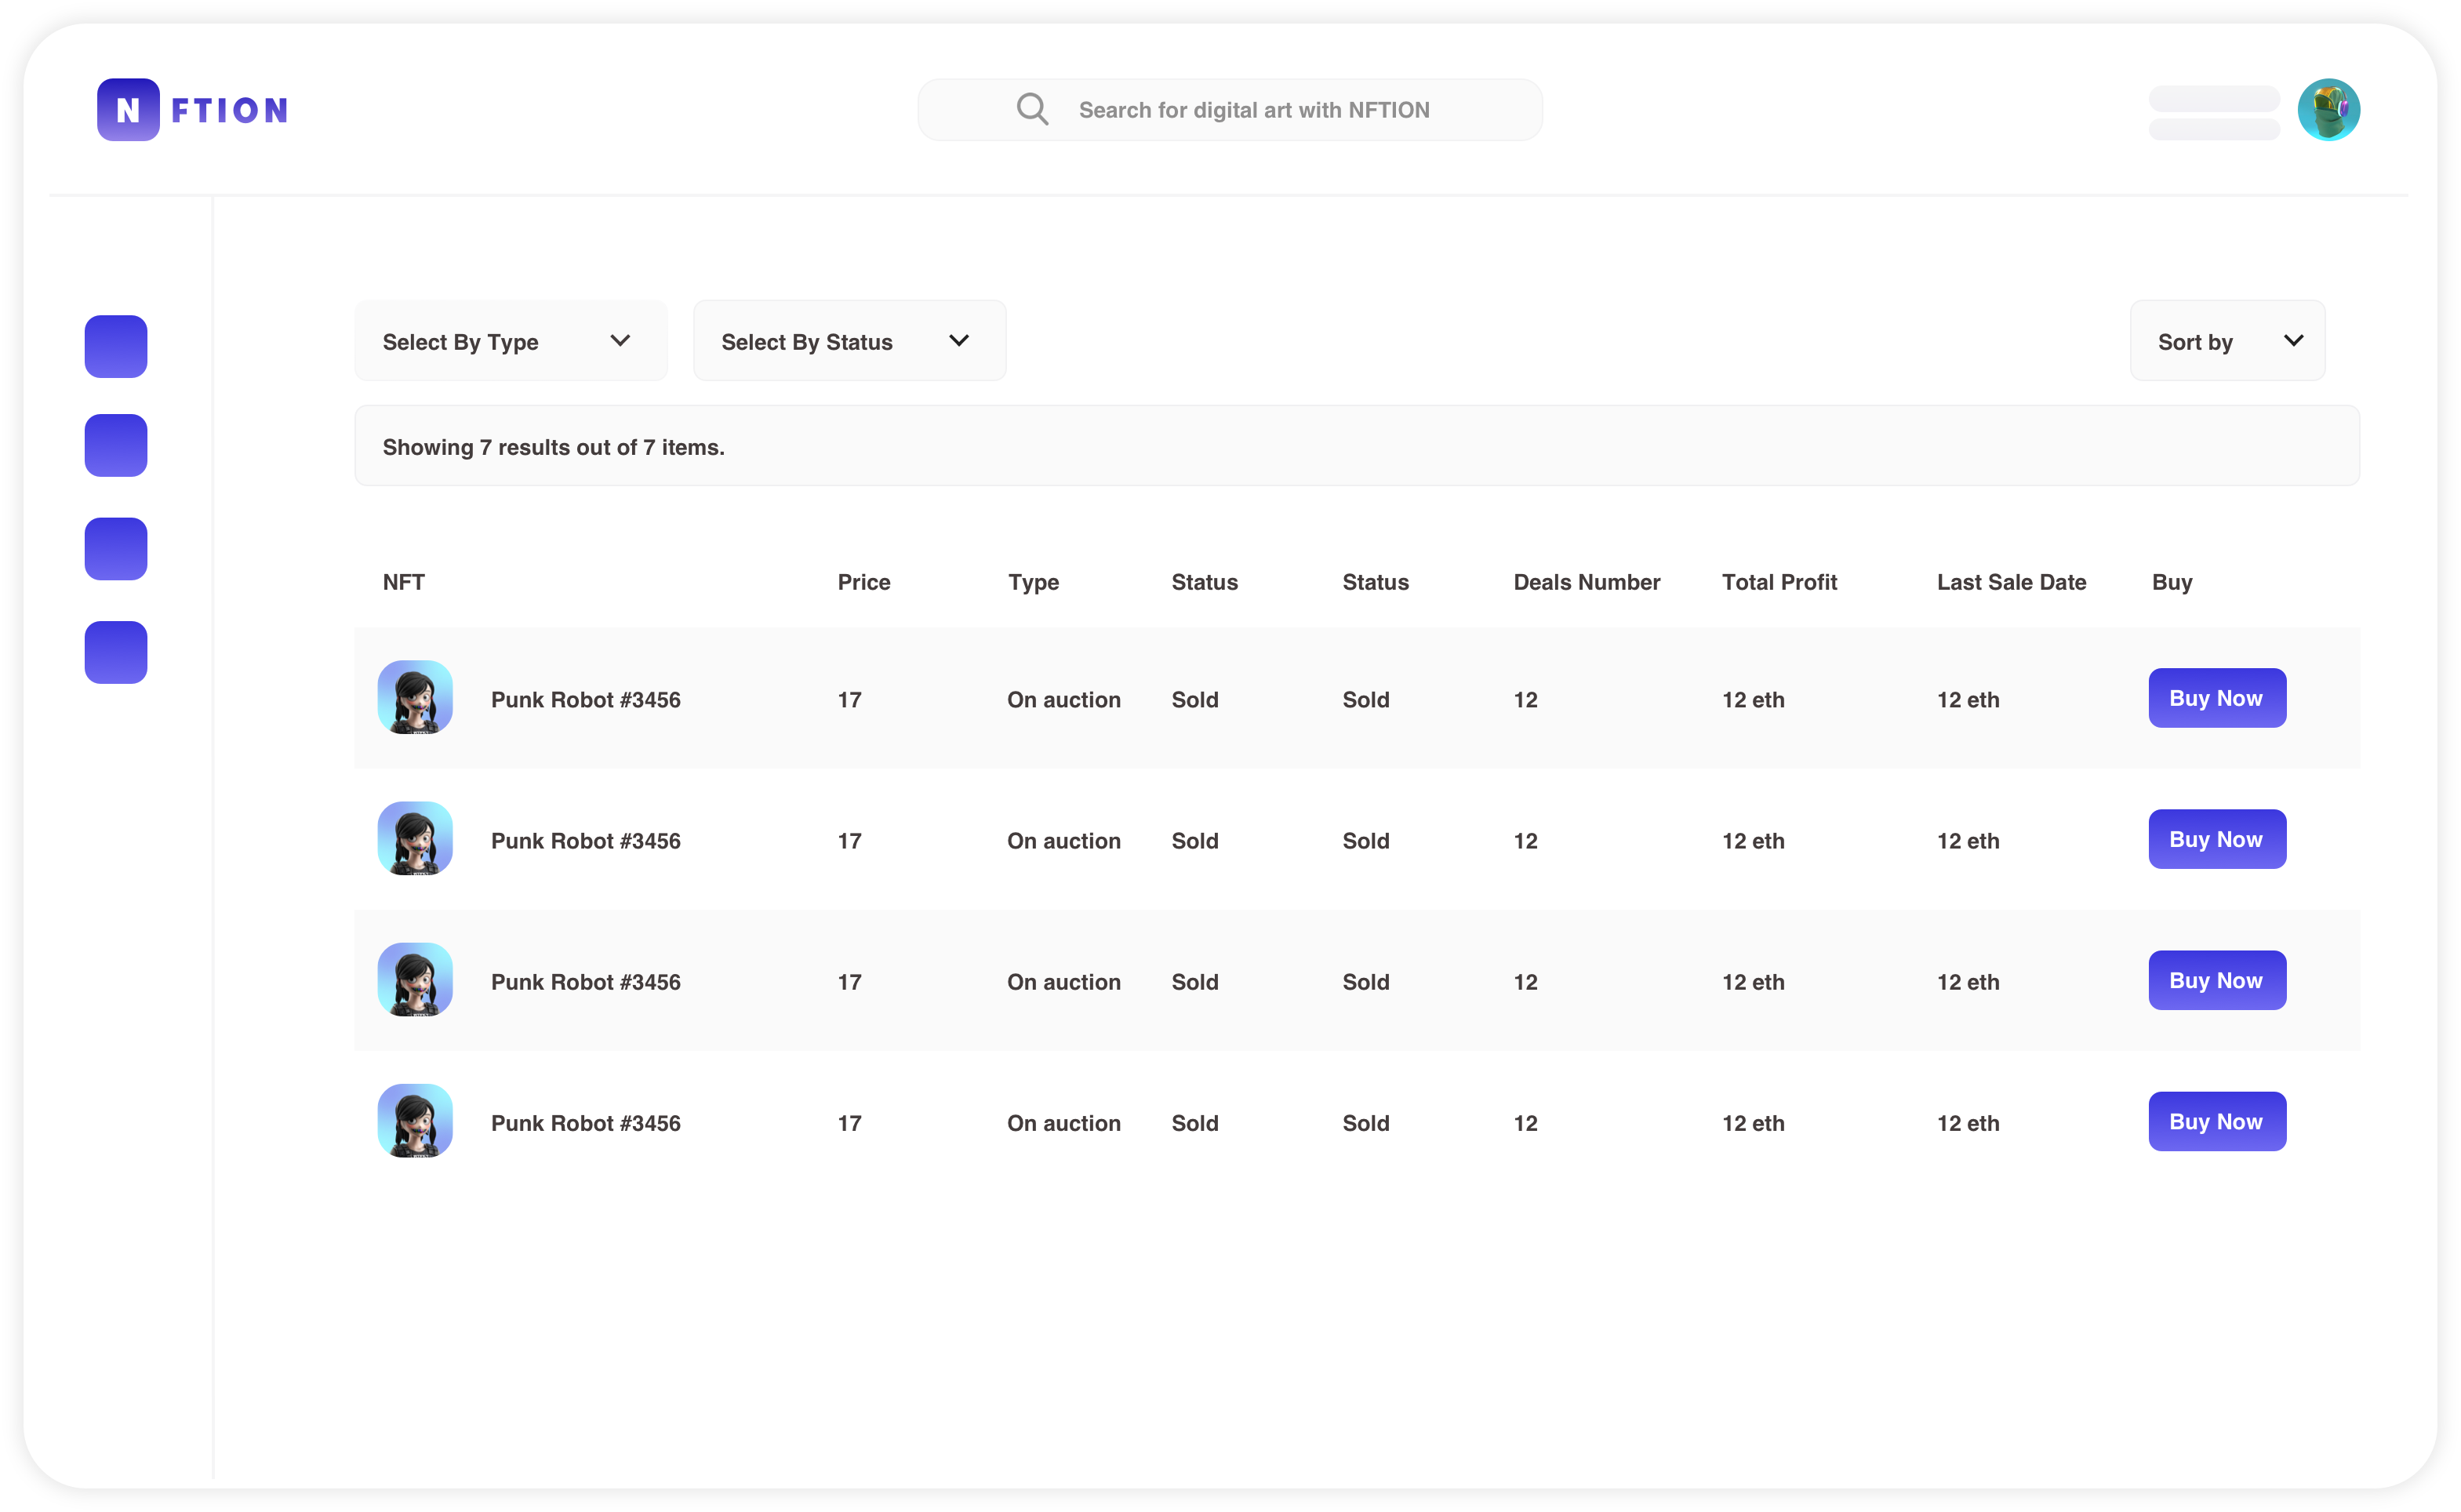 N FTION
Search for digital art with NFTION
Select By Type
Select By Status
Sort by
Showing 7 results out of 7 items.
NFT Price Type Status Status Deals Number Total Profit Last Sale Date Buy
Punk Robot #3456 17 On auction Sold Sold 12 12 eth 12 eth Buy Now
Punk Robot #3456 17 On auction Sold Sold 12 12 eth 12 eth Buy Now
Punk Robot #3456 17 On auction Sold Sold 12 12 eth 12 eth Buy Now
Punk Robot #3456 17 On auction Sold Sold 12 12 eth 12 eth Buy Now